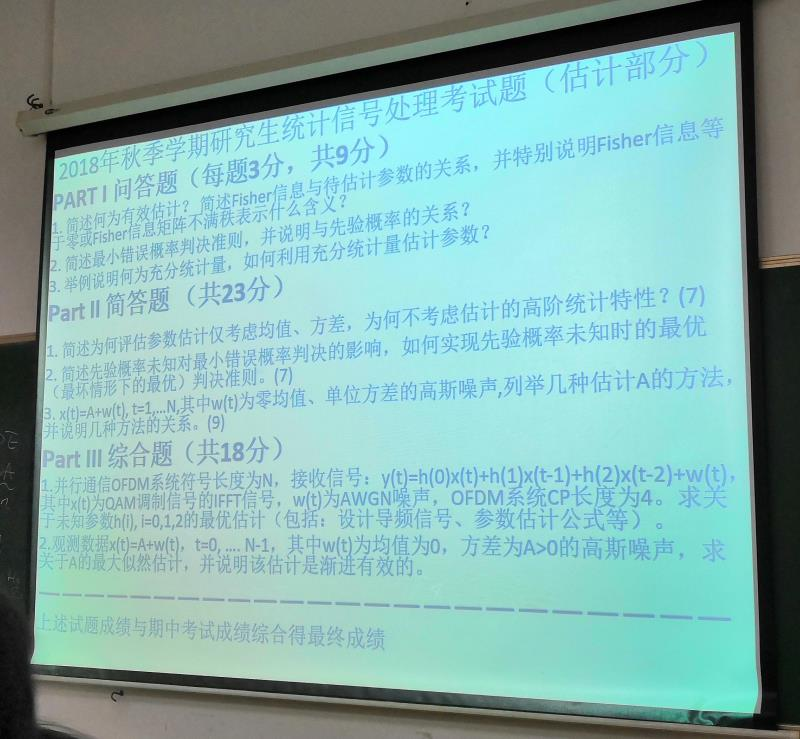 2018年秋季学期研究生统计信号处理考试题（估计部分）
PART I 问答题（每题3分，共9分）
1. 简述何为有效估计？简述Fisher信息与待估计参数的关系，并特别说明Fisher信息等
于零或Fisher信息矩阵不满秩表示什么含义？
2. 简述最小错误概率判决准则，并说明与先验概率的关系？
3. 举例说明何为充分统计量，如何利用充分统计量估计参数？
Part II 简答题（共23分）
1. 简述为何评估参数估计仅考虑均值、方差，为何不考虑估计的高阶统计特性？(7)
2. 简述先验概率未知对最小错误概率判决的影响，如何实现先验概率未知时的最优
（最坏情形下的最优）判决准则。(7)
3. x(t)=A+w(t), t=1,...N,其中w(t)为零均值、单位方差的高斯噪声,列举几种估计A的方法，
并说明几种方法的关系。(9)
Part III 综合题（共18分）
1.并行通信OFDM系统符号长度为N，接收信号：y(t)=h(0)x(t)+h(1)x(t-1)+h(2)x(t-2)+w(t)，
其中x(t)为QAM调制信号的IFFT信号，w(t)为AWGN噪声，OFDM系统CP长度为4。求关
于未知参数h(i), i=0,1,2的最优估计（包括：设计导频信号、参数估计公式等）。
2.观测数据x(t)=A+w(t)，t=0, .... N-1，其中w(t)为均值为0，方差为A>0的高斯噪声，求
关于A的最大似然估计，并说明该估计是渐进有效的。
上述试题成绩与期中考试成绩综合得最终成绩